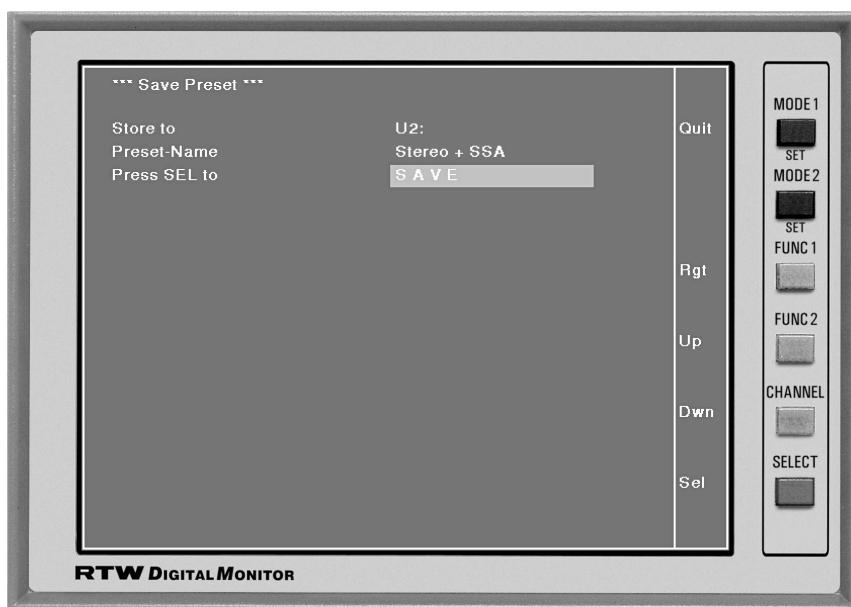 *** Save Preset ***
Store to U2:
Preset-Name Stereo + SSA
Press SEL to S A V E
Quit
Rgt
Up
Dwn
Sel
MODE 1
SET
MODE 2
SET
FUNC 1
FUNC 2
CHANNEL
SELECT
RTW DIGITAL MONITOR